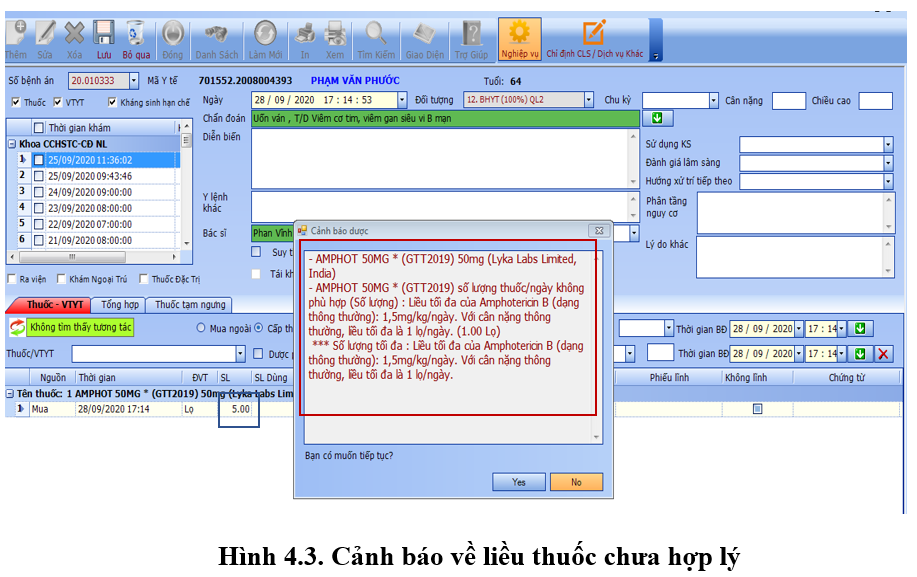 Thêm Sửa Xóa Lưu Bỏ qua Đóng Danh Sách Làm Mới In Xem Tìm Kiếm Giao Diện Trợ Giúp Nghiệp vụ Chỉ định CLS / Dịch vụ Khác
Số bệnh án 20.010333 Mã Y tế 701552.2008004393 PHẠM VĂN PHƯỚC Tuổi: 64
Thuốc VTYT Kháng sinh hạn chế Ngày 28 / 09 / 2020 17 : 14 : 53 Đối tượng 12. BHYT (100%) QL2 Chu kỳ Cân nặng Chiều cao
Chẩn đoán Uốn ván , T/D Viêm cơ tim, viêm gan siêu vi B mạn
Thời gian khám
Diễn biến
Khoa CCHSTC-CĐ NL
1 25/09/2020 11:36:02
2 25/09/2020 09:43:46
3 24/09/2020 09:00:00
4 23/09/2020 08:00:00
5 22/09/2020 07:00:00
6 21/09/2020 08:00:00
Sử dụng KS
Đánh giá lâm sàng
Hướng xử trí tiếp theo
Y lệnh khác
Phân tầng nguy cơ
Bác sĩ Phan Vĩnh
Lý do khác
Suy t
Tái kh
Ra viện Khám Ngoại Trú Thuốc Đặc Trị
Cảnh báo dược
- AMPHOT 50MG * (GTT2019) 50mg (Lyka Labs Limited,
India)
- AMPHOT 50MG * (GTT2019) số lượng thuốc/ngày không
phù hợp (Số lượng) : Liều tối đa của Amphotericin B (dạng
thông thường): 1,5mg/kg/ngày. Với cân nặng thông
thường, liều tối đa là 1 lọ/ngày. (1.00 Lọ)
*** Số lượng tối đa : Liều tối đa của Amphotericin B (dạng
thông thường): 1,5mg/kg/ngày. Với cân nặng thông
thường, liều tối đa là 1 lọ/ngày.
Bạn có muốn tiếp tục?
Yes No
Thuốc - VTYT Tổng hợp Thuốc tạm ngưng
Không tìm thấy tương tác Mua ngoài Cấp th Thời gian BĐ 28 / 09 / 2020 17 : 14
Thuốc/VTYT Dược p Thời gian BĐ 28 / 09 / 2020 17 : 14
Nguồn Thời gian ĐVT SL SL Dùng Phiếu lĩnh Không lĩnh Chứng từ
Tên thuốc: 1 AMPHOT 50MG * (GTT2019) 50mg (Lyka Labs Lim
1 Mua 28/09/2020 17:14 Lọ 5.00
Hình 4.3. Cảnh báo về liều thuốc chưa hợp lý